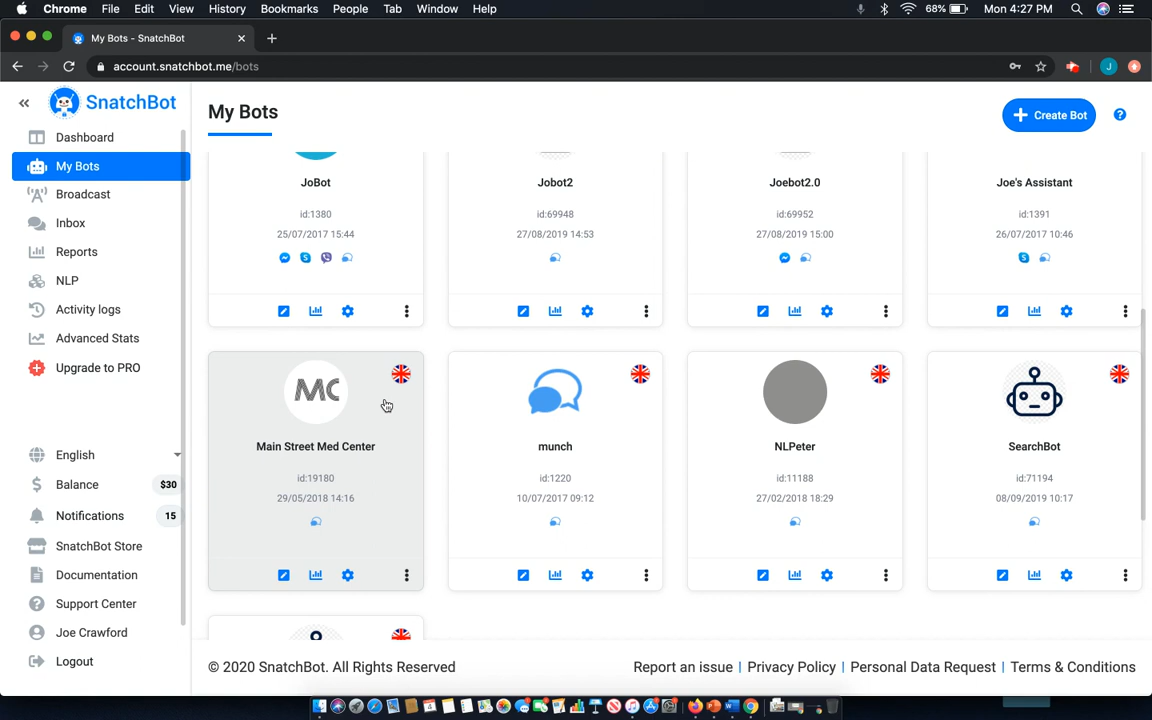 Chrome File Edit View History Bookmarks People Tab Window Help 68% Mon 4:27 PM
My Bots - SnatchBot
account.snatchbot.me/bots J
SnatchBot
My Bots
Create Bot
Dashboard
My Bots
Broadcast
Inbox
Reports
NLP
Activity logs
Advanced Stats
Upgrade to PRO
English
Balance $30
Notifications 15
SnatchBot Store
Documentation
Support Center
Joe Crawford
Logout
JoBot
id:1380
25/07/2017 15:44
Jobot2
id:69948
27/08/2019 14:53
Joebot2.0
id:69952
27/08/2019 15:00
Joe's Assistant
id:1391
26/07/2017 10:46
MC
Main Street Med Center
id:19180
29/05/2018 14:16
munch
id:1220
10/07/2017 09:12
NLPeter
id:11188
27/02/2018 18:29
SearchBot
id:71194
08/09/2019 10:17
© 2020 SnatchBot. All Rights Reserved
Report an issue | Privacy Policy | Personal Data Request | Terms & Conditions